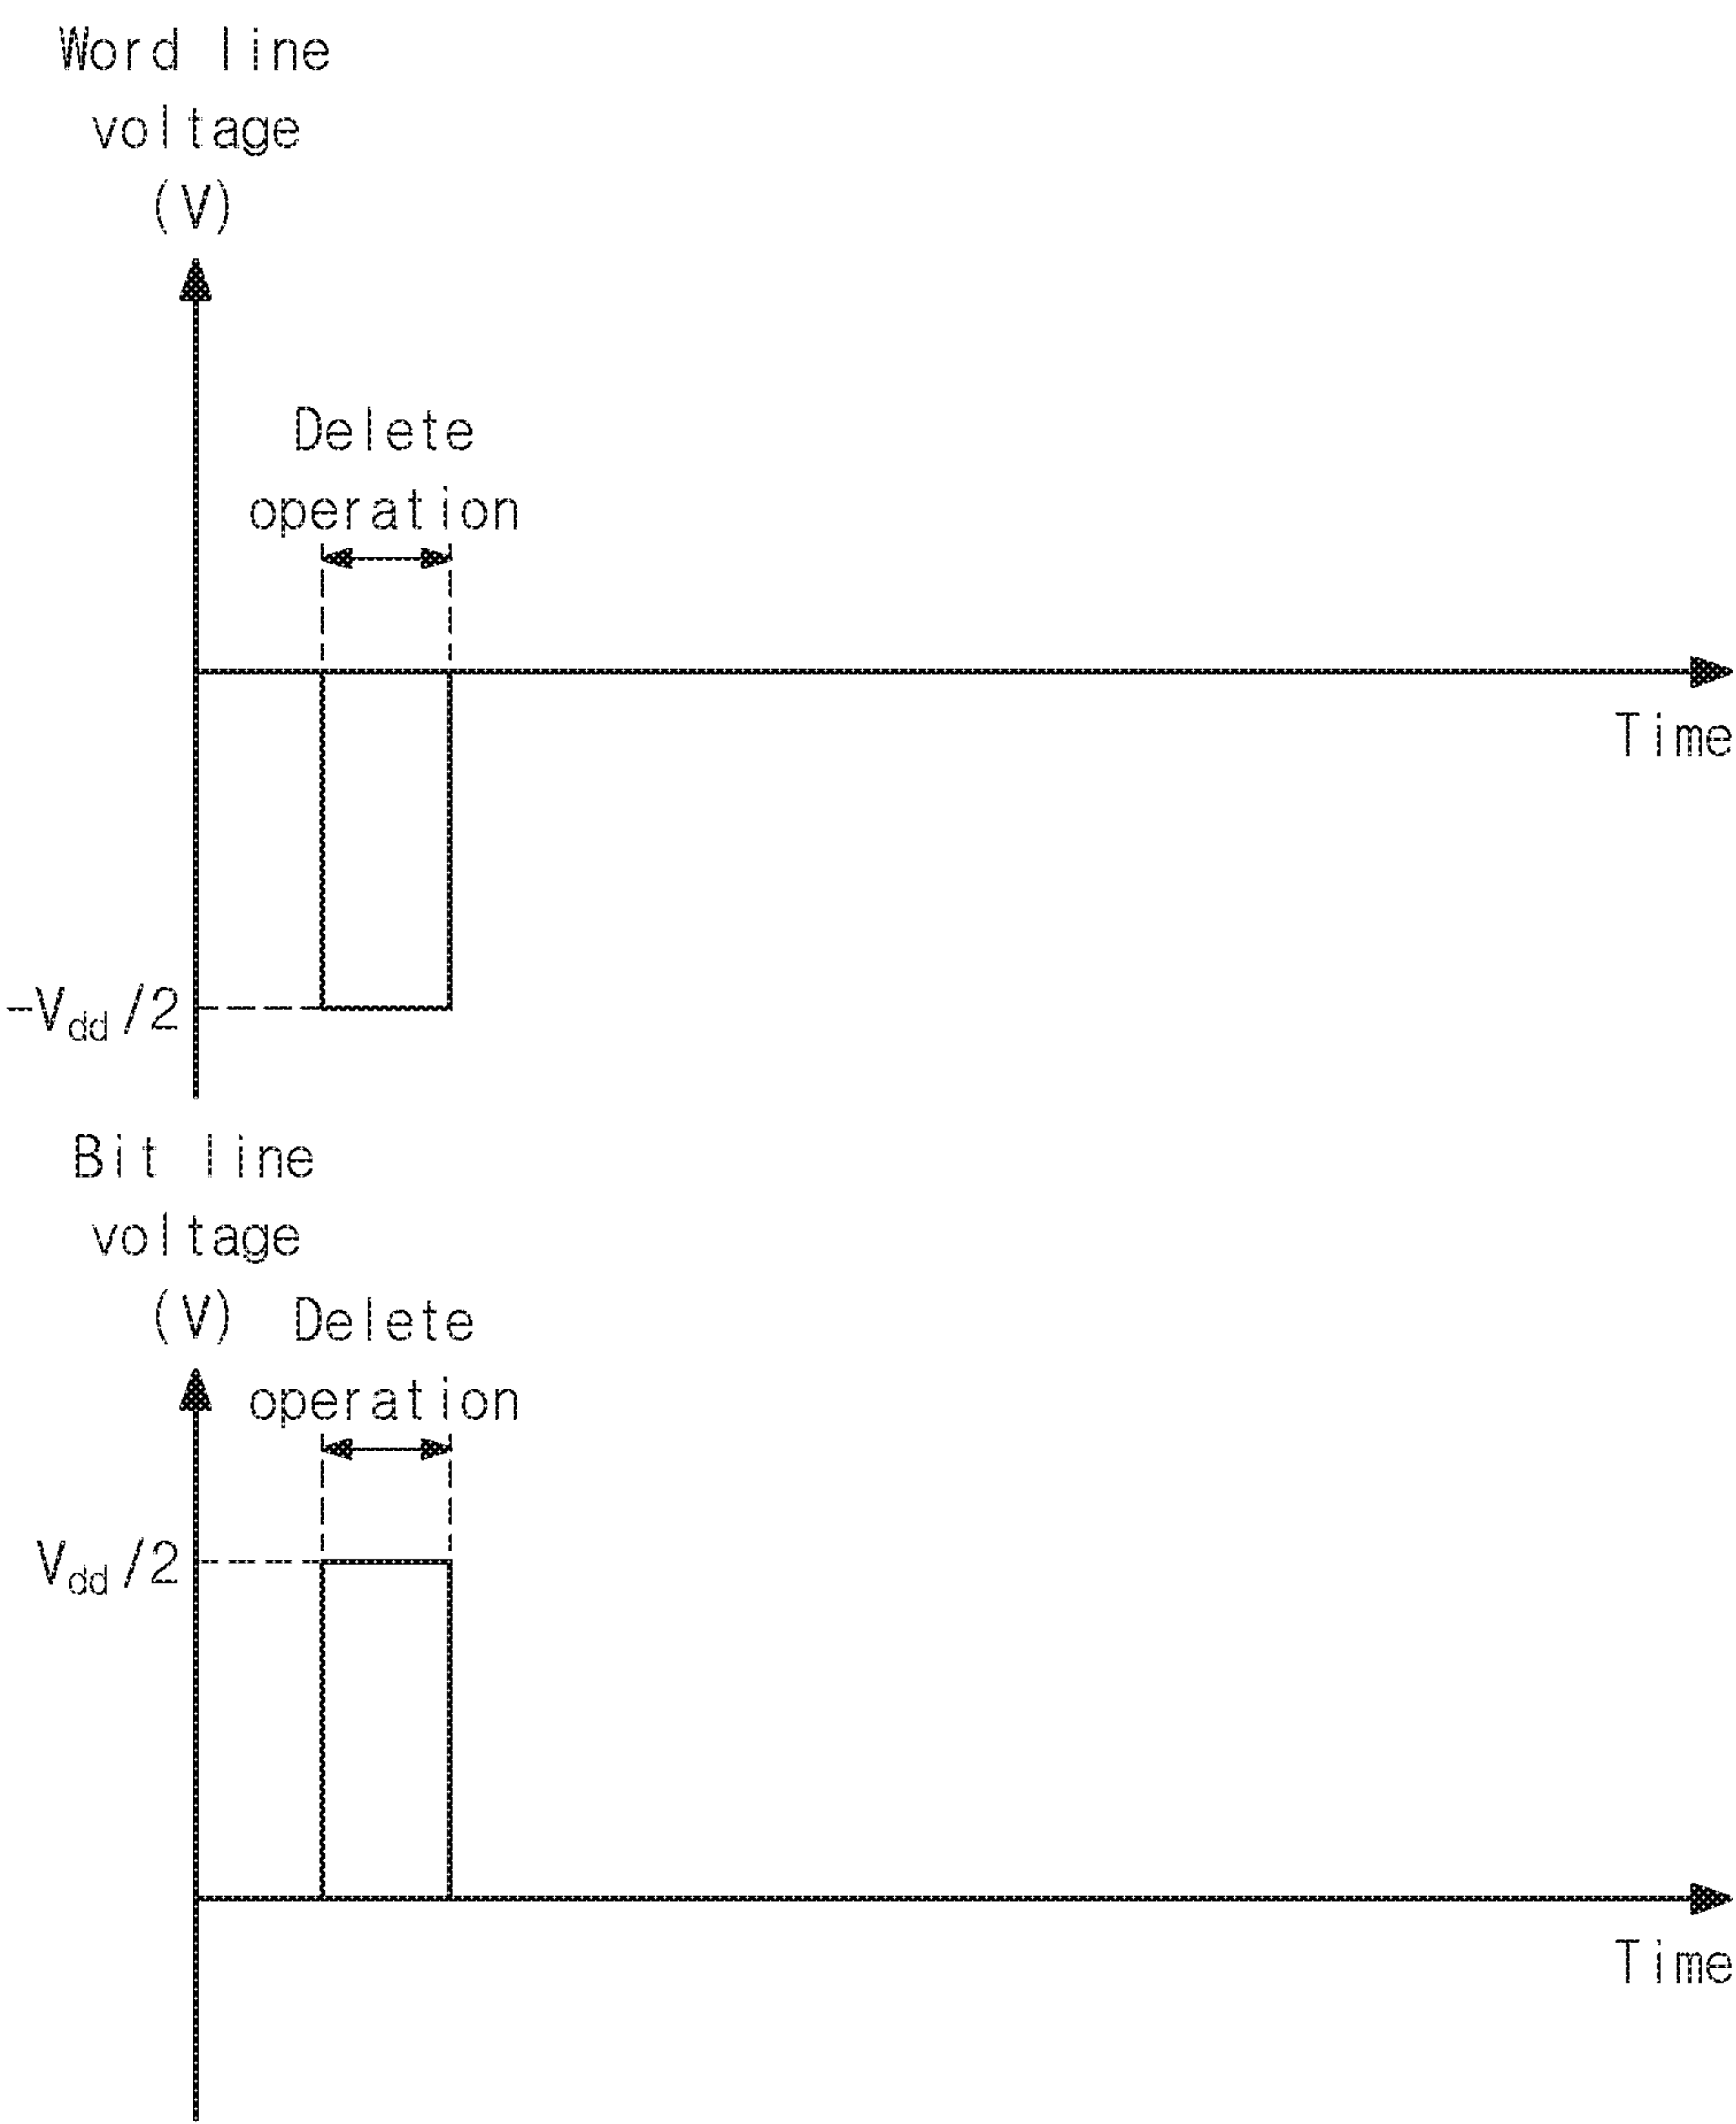 Word line
voltage
(V)
Delete
operation
Time
-Vdd/2
Bit line
voltage
(V) Delete
operation
Vdd/2
Time